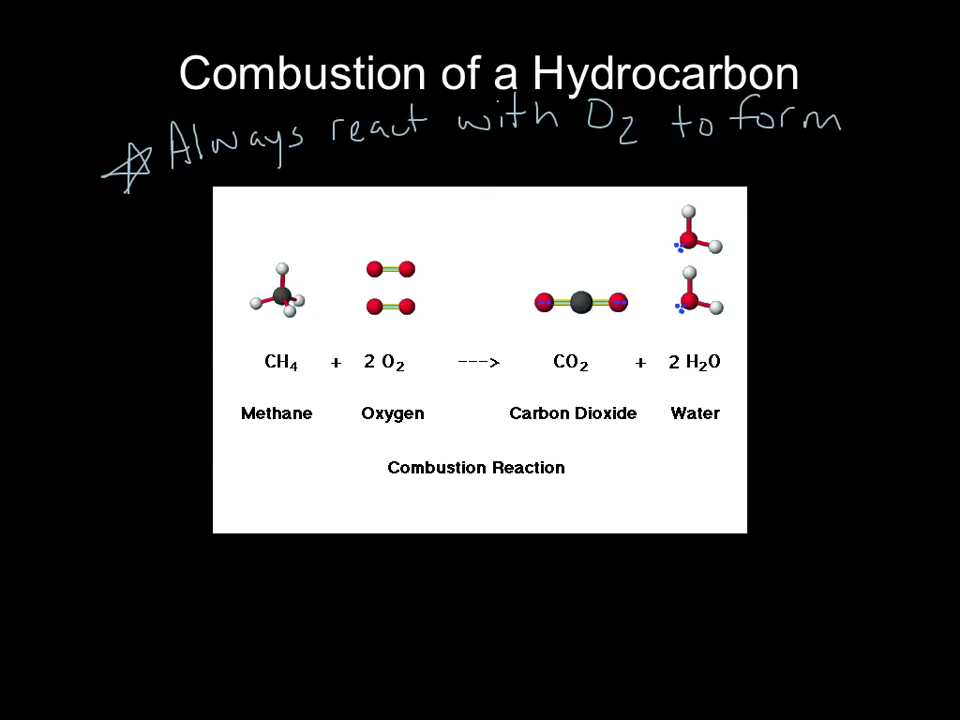 Combustion of a Hydrocarbon
☆ Always react with O₂ to form
CH₄ + 2 O₂ ---> CO₂ + 2 H₂O
Methane Oxygen Carbon Dioxide Water
Combustion Reaction